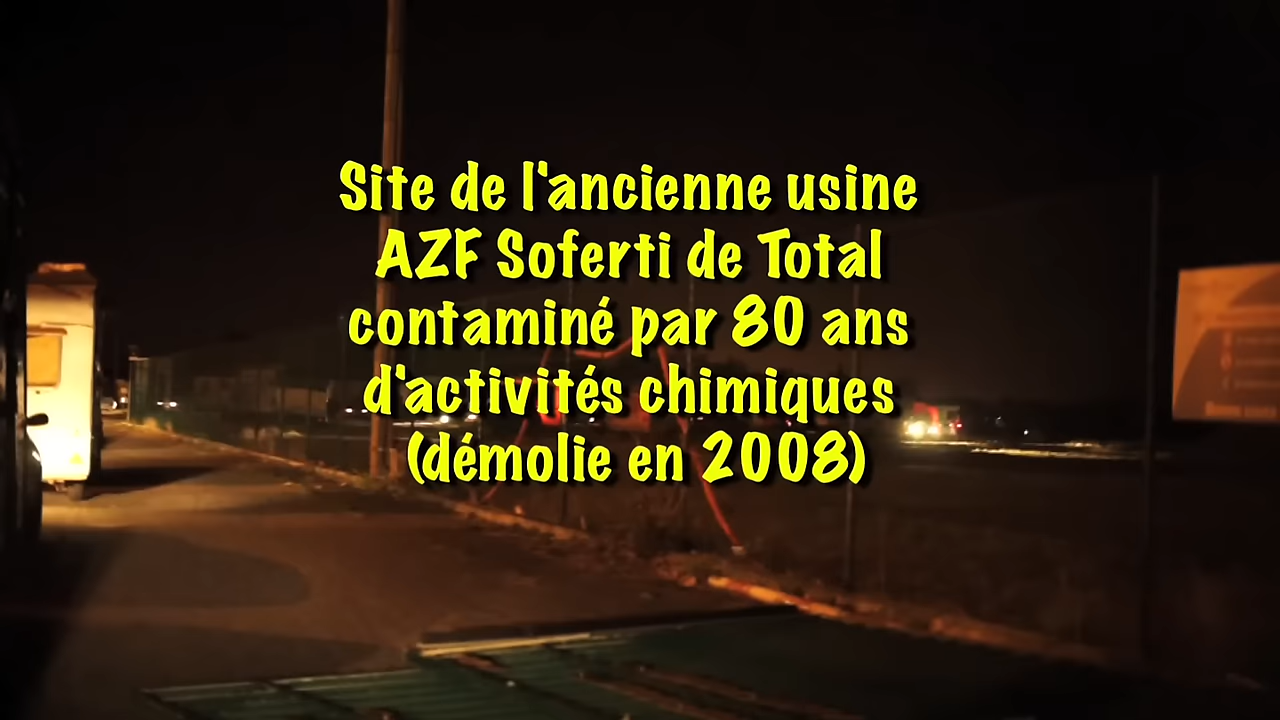 Site de l'ancienne usine
AZF Soferti de Total
contaminé par 80 ans
d'activités chimiques
(démolie en 2008)